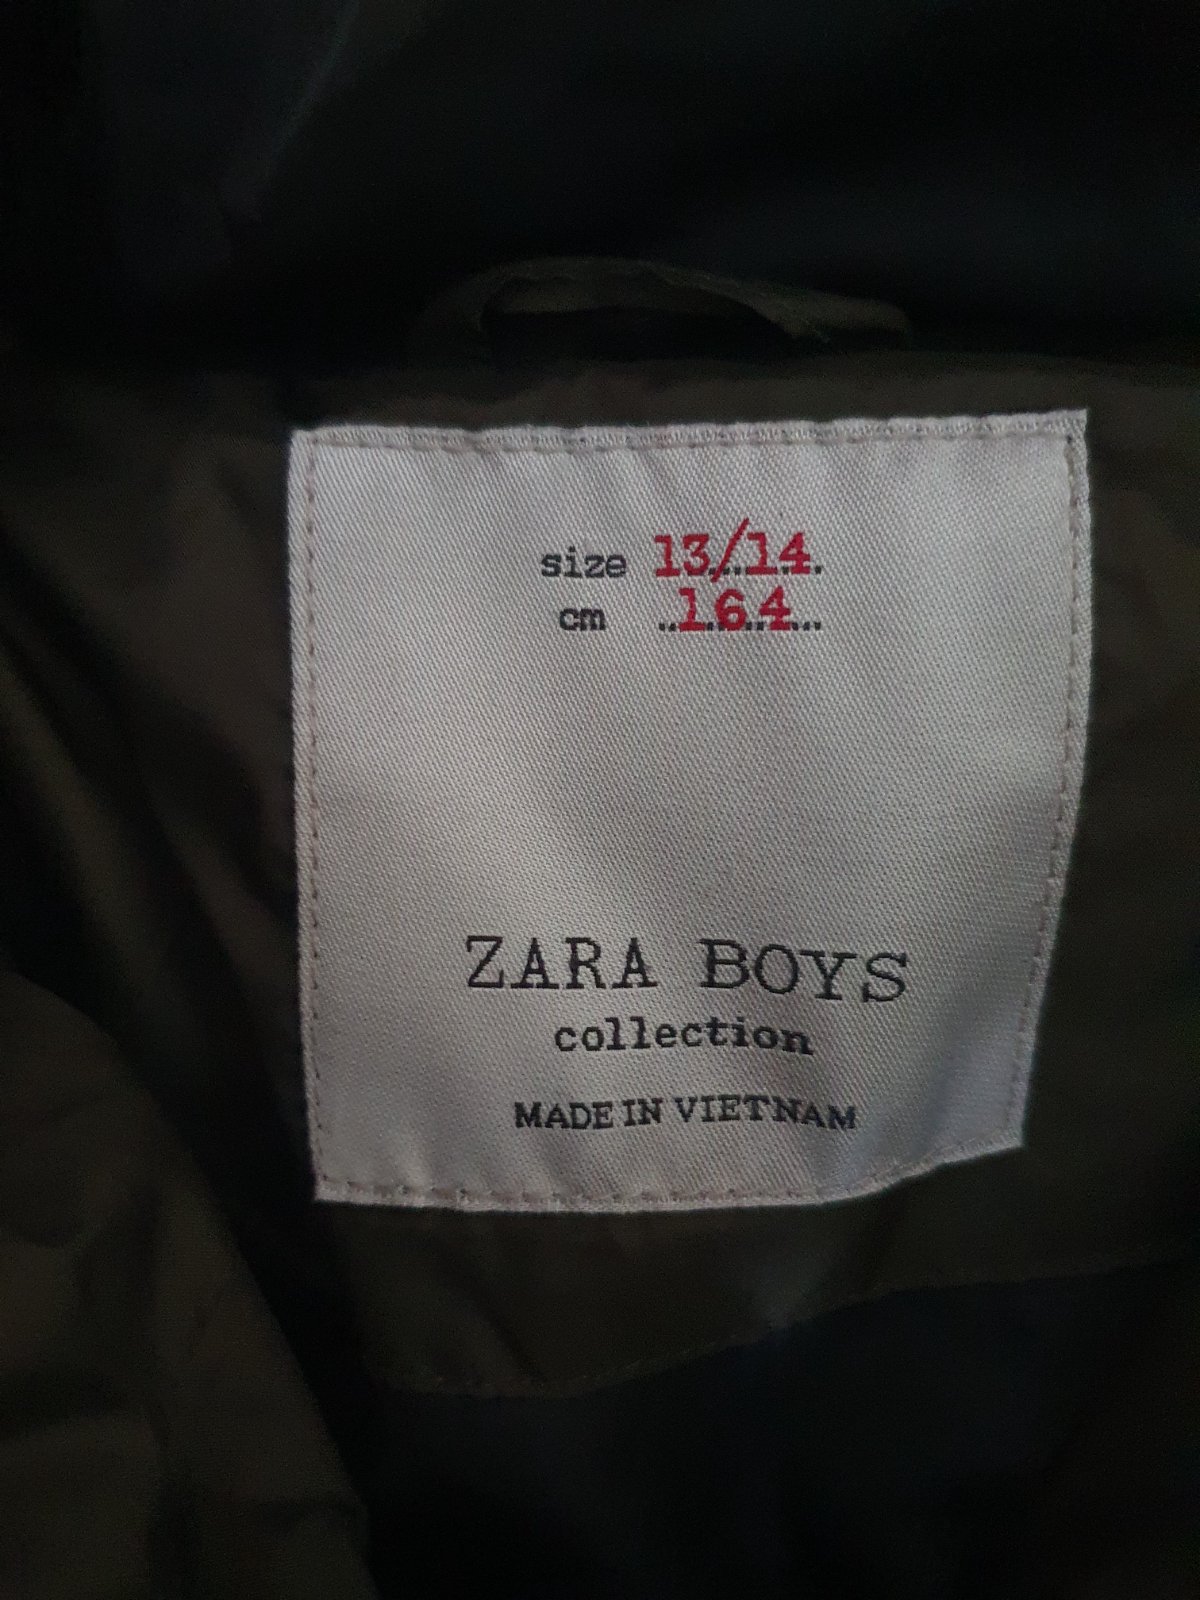 size 13/14
cm 164
ZARA BOYS
collection
MADE IN VIETNAM